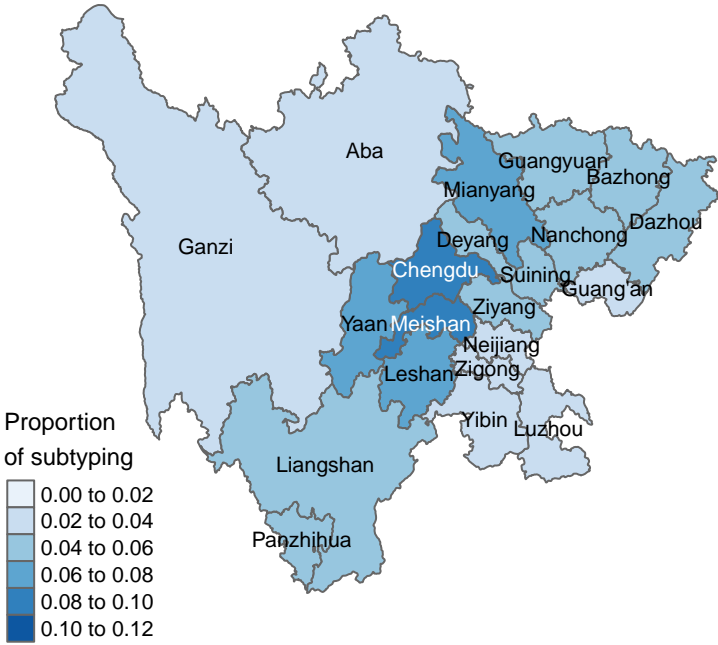 Aba
Guangyuan
Bazhong
Mianyang
Dazhou
Ganzi
Deyang
Nanchong
Chengdu
Suining
Guang'an
Ziyang
Yaan
Meishan
Neijiang
Leshan
Zigong
Yibin
Luzhou
Liangshan
Panzhihua
Proportion
of subtyping
0.00 to 0.02
0.02 to 0.04
0.04 to 0.06
0.06 to 0.08
0.08 to 0.10
0.10 to 0.12